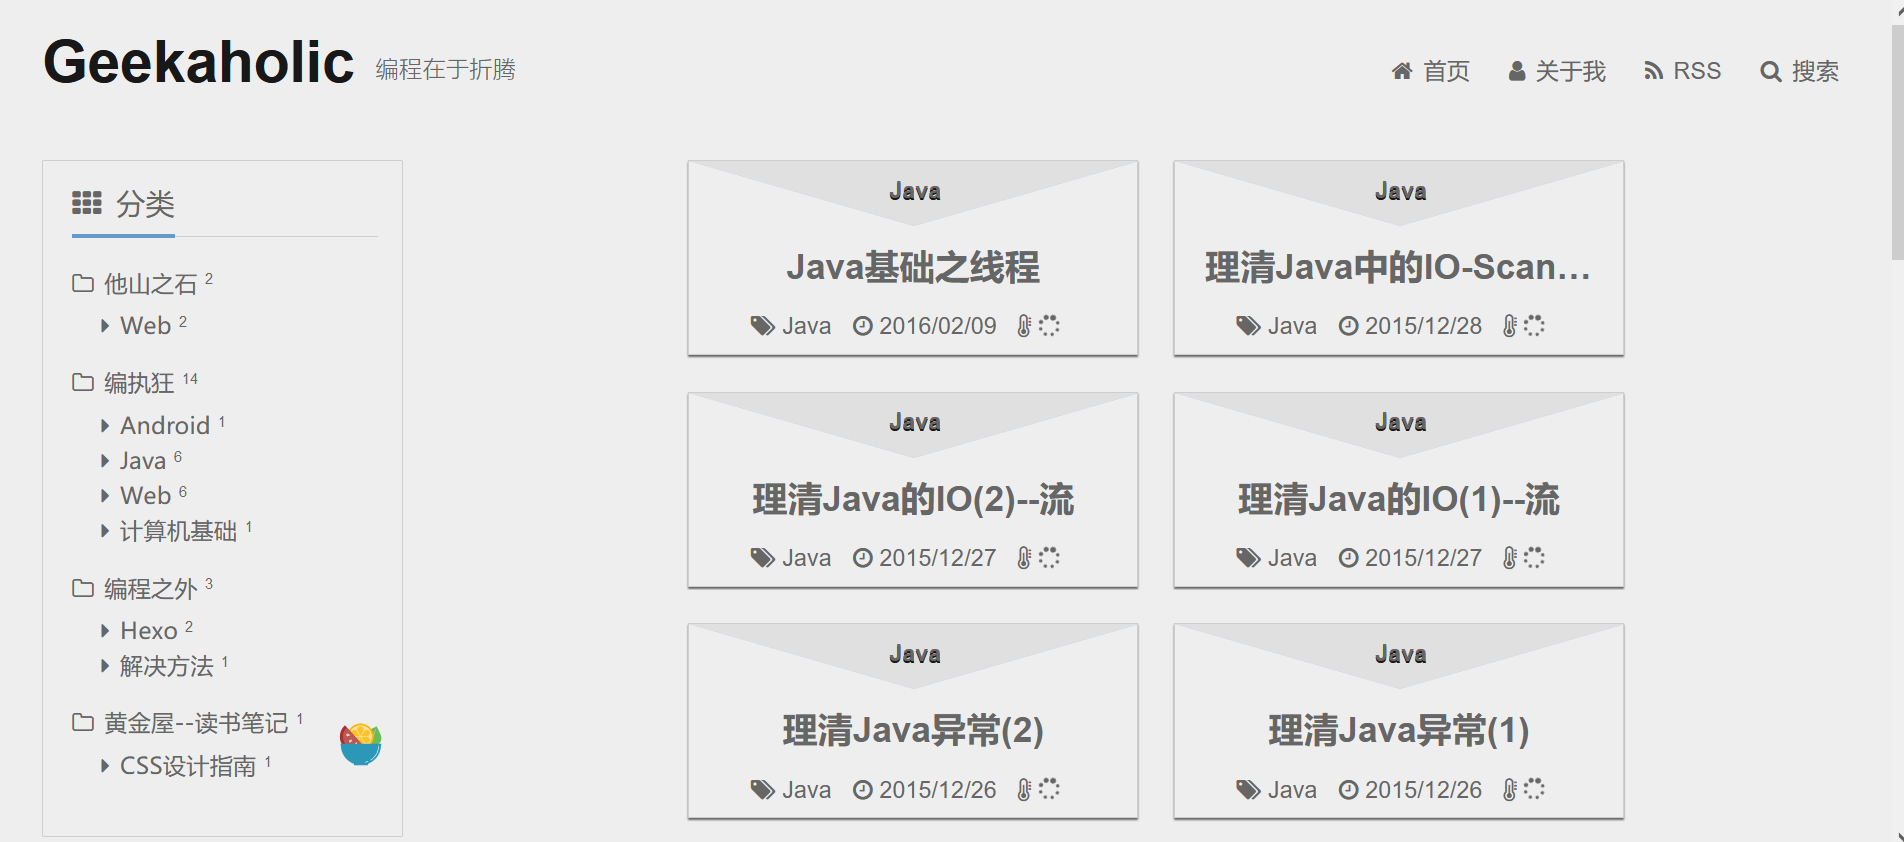 Geekaholic 编程在于折腾
首页 关于我 RSS 搜索
分类
他山之石 2
Web 2
编执狂 14
Android 1
Java 6
Web 6
计算机基础 1
编程之外 3
Hexo 2
解决方法 1
黄金屋--读书笔记 1
CSS设计指南 1
Java
Java基础之线程
Java 2016/02/09
Java
理清Java中的IO-Scan…
Java 2015/12/28
Java
理清Java的IO(2)--流
Java 2015/12/27
Java
理清Java的IO(1)--流
Java 2015/12/27
Java
理清Java异常(2)
Java 2015/12/26
Java
理清Java异常(1)
Java 2015/12/26